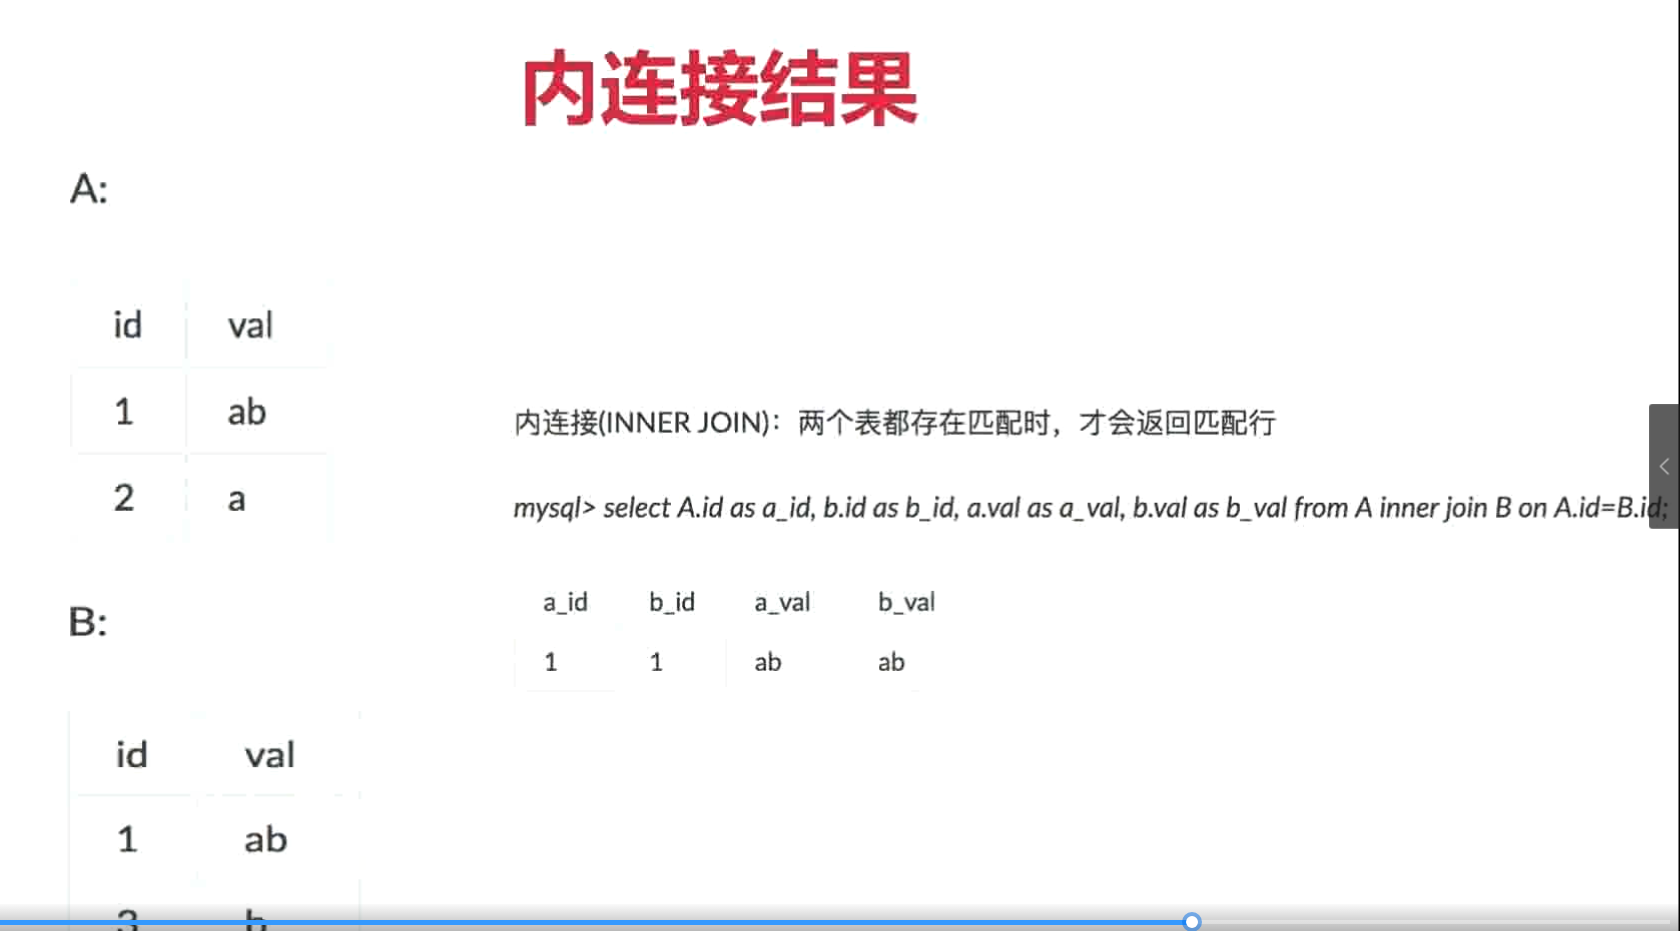 内连接结果
A:
id val
1 ab
2 a
内连接(INNER JOIN)：两个表都存在匹配时，才会返回匹配行
mysql> select A.id as a_id, b.id as b_id, a.val as a_val, b.val as b_val from A inner join B on A.id=B.id;
a_id b_id a_val b_val
1 1 ab ab
B:
id val
1 ab